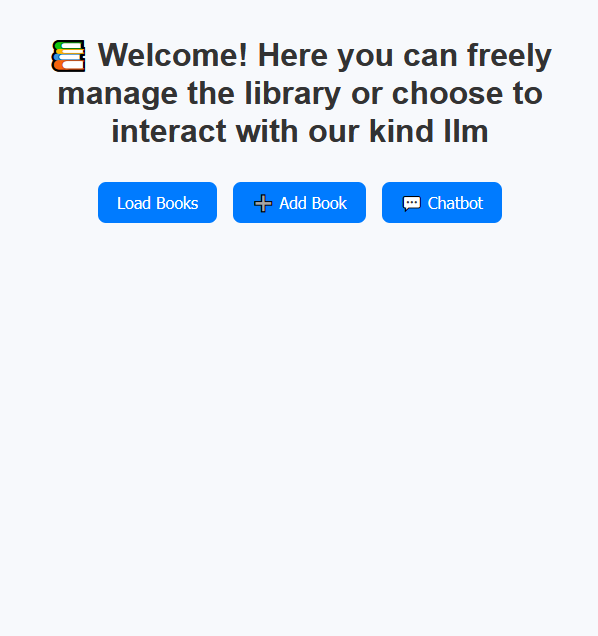 📚 Welcome! Here you can freely
manage the library or choose to
interact with our kind llm
Load Books
➕ Add Book
💬 Chatbot